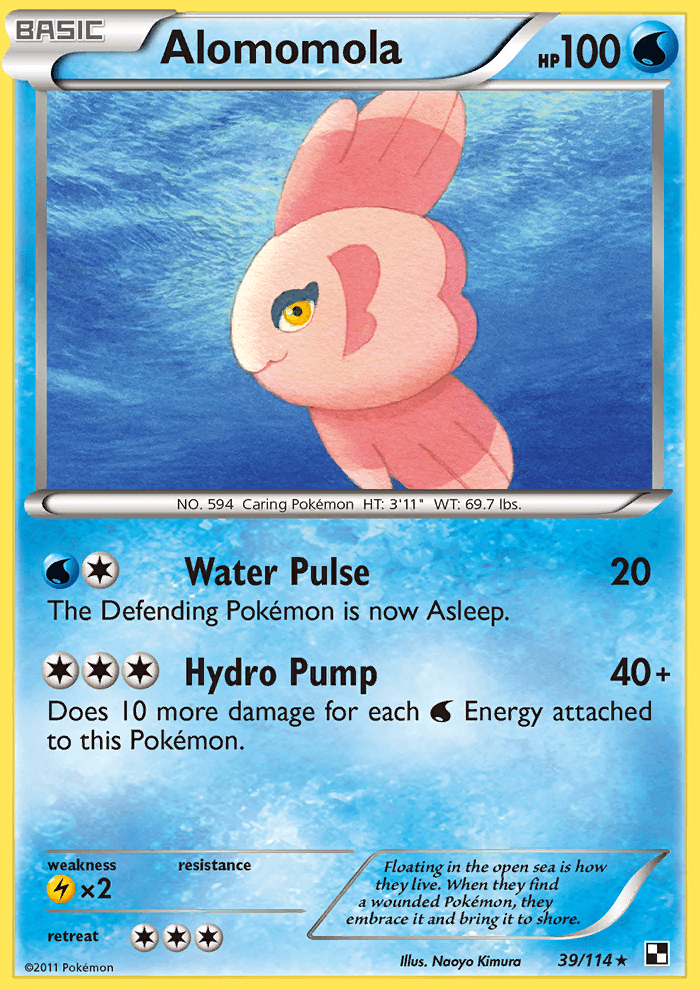 BASIC
Alomomola
HP100
NO. 594 Caring Pokémon HT: 3'11" WT: 69.7 lbs.
Water Pulse 20
The Defending Pokémon is now Asleep.
Hydro Pump 40+
Does 10 more damage for each Energy attached
to this Pokémon.
weakness resistance
×2
retreat
Floating in the open sea is how
they live. When they find
a wounded Pokémon, they
embrace it and bring it to shore.
©2011 Pokémon
Illus. Naoyo Kimura 39/114 ★